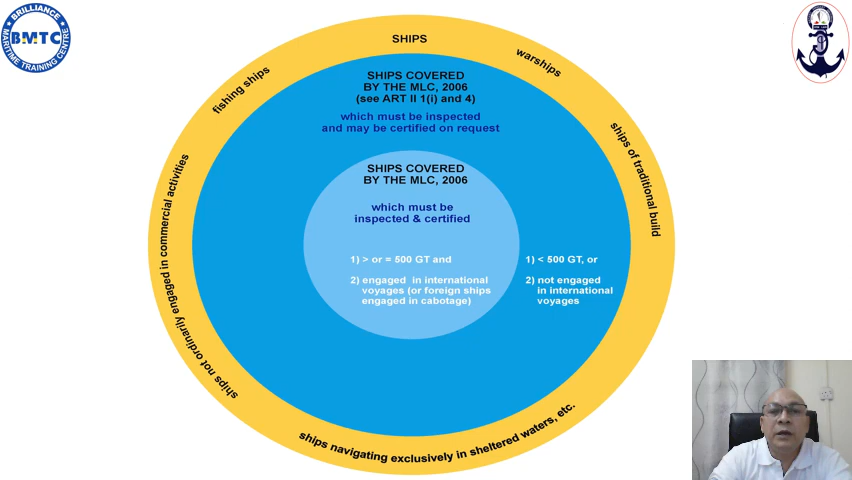 BRILLIANCE
MARITIME TRAINING CENTRE
BMTC
SHIPS
warships
fishing ships
ships of traditional build
ships not ordinarily engaged in commercial activities
ships navigating exclusively in sheltered waters, etc.
SHIPS COVERED
BY THE MLC, 2006
(see ART II 1(i) and 4)
which must be inspected
and may be certified on request
SHIPS COVERED
BY THE MLC, 2006
which must be
inspected & certified
1) > or = 500 GT and
2) engaged in international
voyages (or foreign ships
engaged in cabotage)
1) < 500 GT, or
2) not engaged
in international
voyages